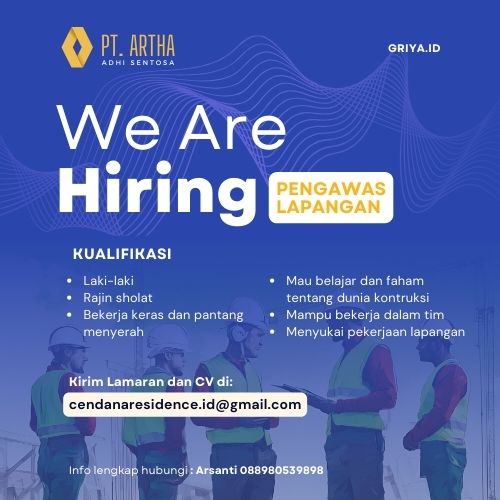 PT. ARTHA
ADHI SENTOSA
GRIYA.ID
We Are
Hiring
PENGAWAS
LAPANGAN
KUALIFIKASI
• Laki-laki
• Rajin sholat
• Bekerja keras dan pantang
menyerah
• Mau belajar dan faham
tentang dunia kontruksi
• Mampu bekerja dalam tim
• Menyukai pekerjaan lapangan
Kirim Lamaran dan CV di:
cendanaresidence.id@gmail.com
Info lengkap hubungi : Arsanti 088980539898